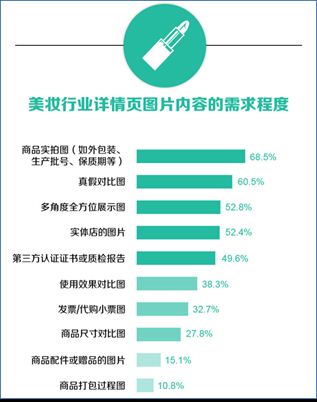 美妆行业详情页图片内容的需求程度
商品实拍图（如外包装、
生产批号、保质期等）
68.5%
真假对比图
60.5%
多角度全方位展示图
52.8%
实体店的图片
52.4%
第三方认证证书或质检报告
49.6%
使用效果对比图
38.3%
发票/代购小票图
32.7%
商品尺寸对比图
27.8%
商品配件或赠品的图片
15.1%
商品打包过程图
10.8%